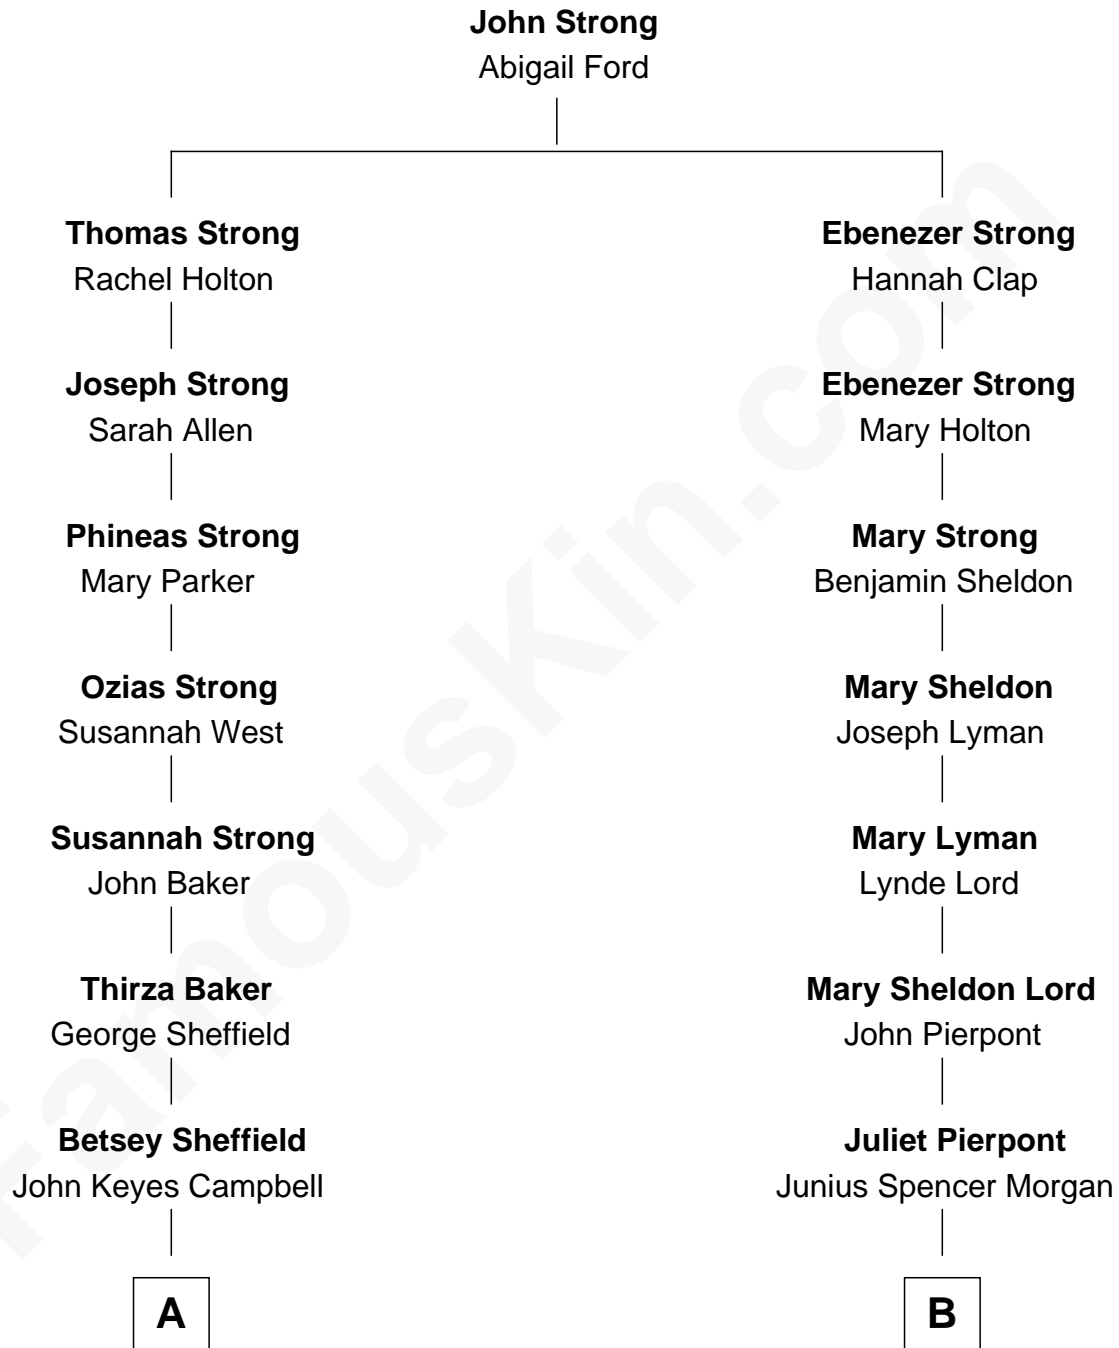 John Strong
Abigail Ford
Thomas Strong
Rachel Holton
Ebenezer Strong
Hannah Clap
Joseph Strong
Sarah Allen
Ebenezer Strong
Mary Holton
Phineas Strong
Mary Parker
Mary Strong
Benjamin Sheldon
Ozias Strong
Susannah West
Mary Sheldon
Joseph Lyman
Susannah Strong
John Baker
Mary Lyman
Lynde Lord
Thirza Baker
George Sheffield
Mary Sheldon Lord
John Pierpont
Betsey Sheffield
John Keyes Campbell
Juliet Pierpont
Junius Spencer Morgan
A
B
FamousKin.com